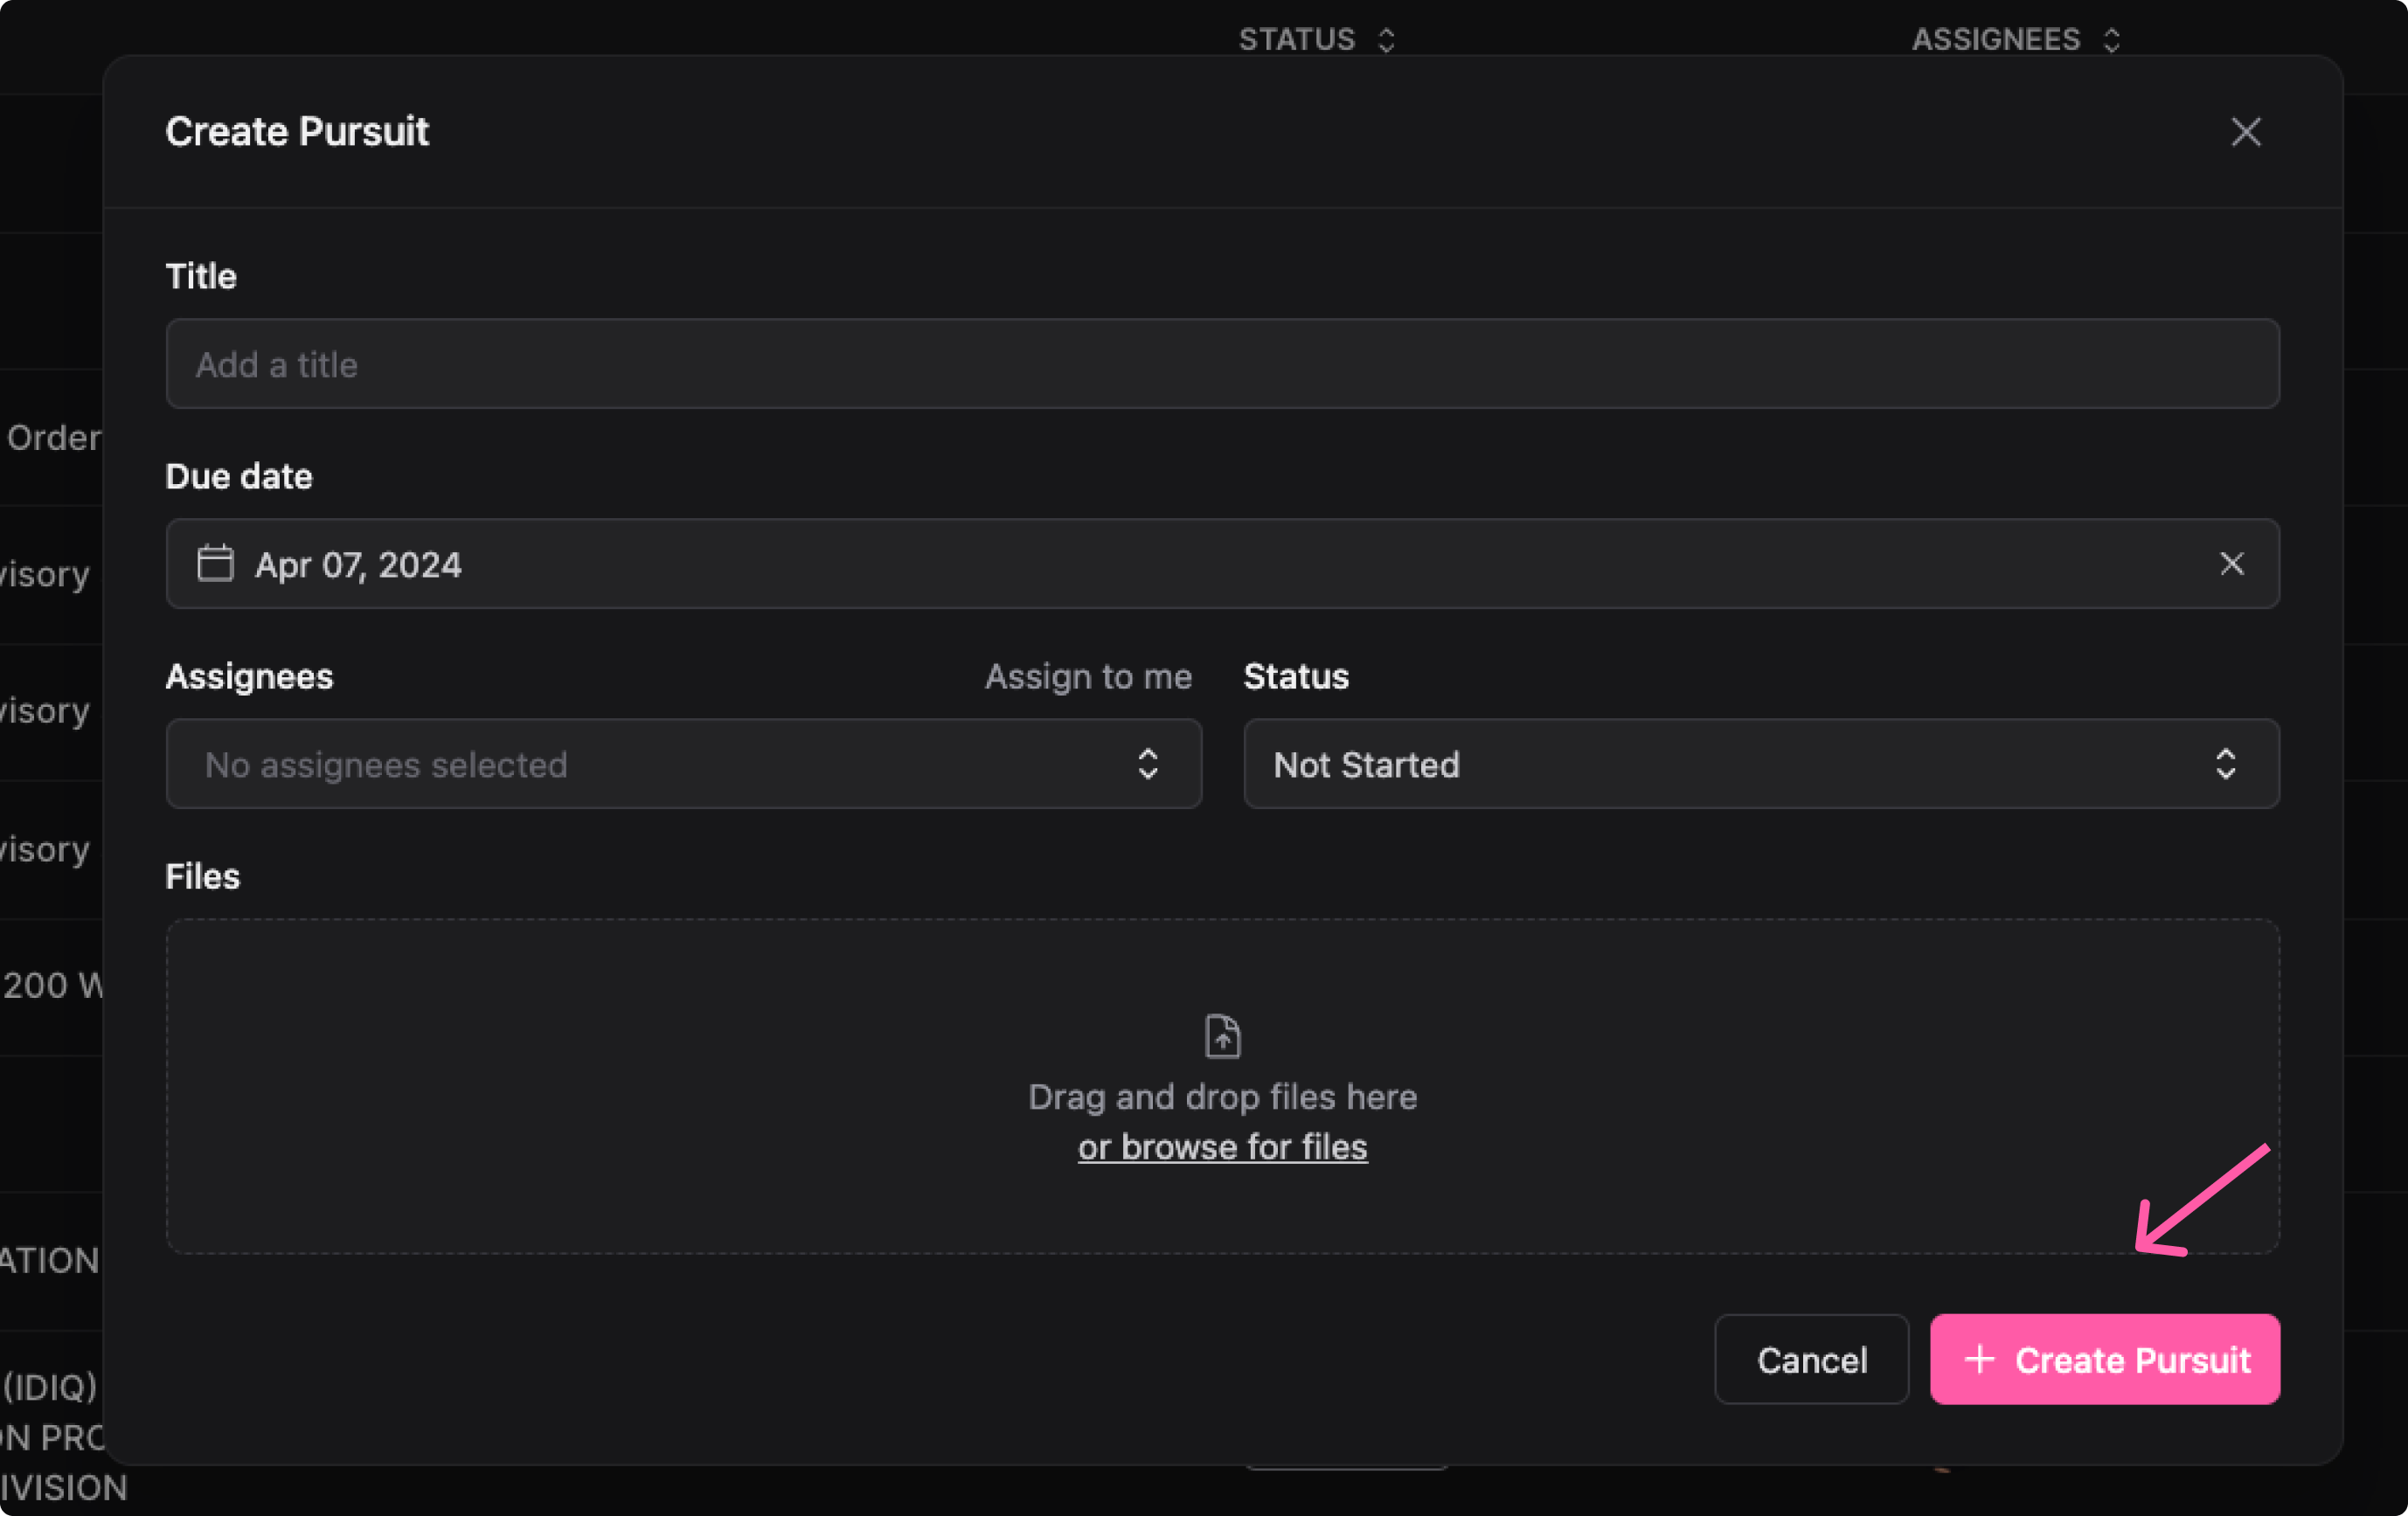 STATUS
ASSIGNEES
Create Pursuit
Title
Add a title
Order
Due date
Apr 07, 2024
visory
Assignees
Assign to me
Status
visory
No assignees selected
Not Started
visory
Files
200 W
Drag and drop files here
or browse for files
ATION
Cancel
+ Create Pursuit
(IDIQ)
ON PRO
IVISION